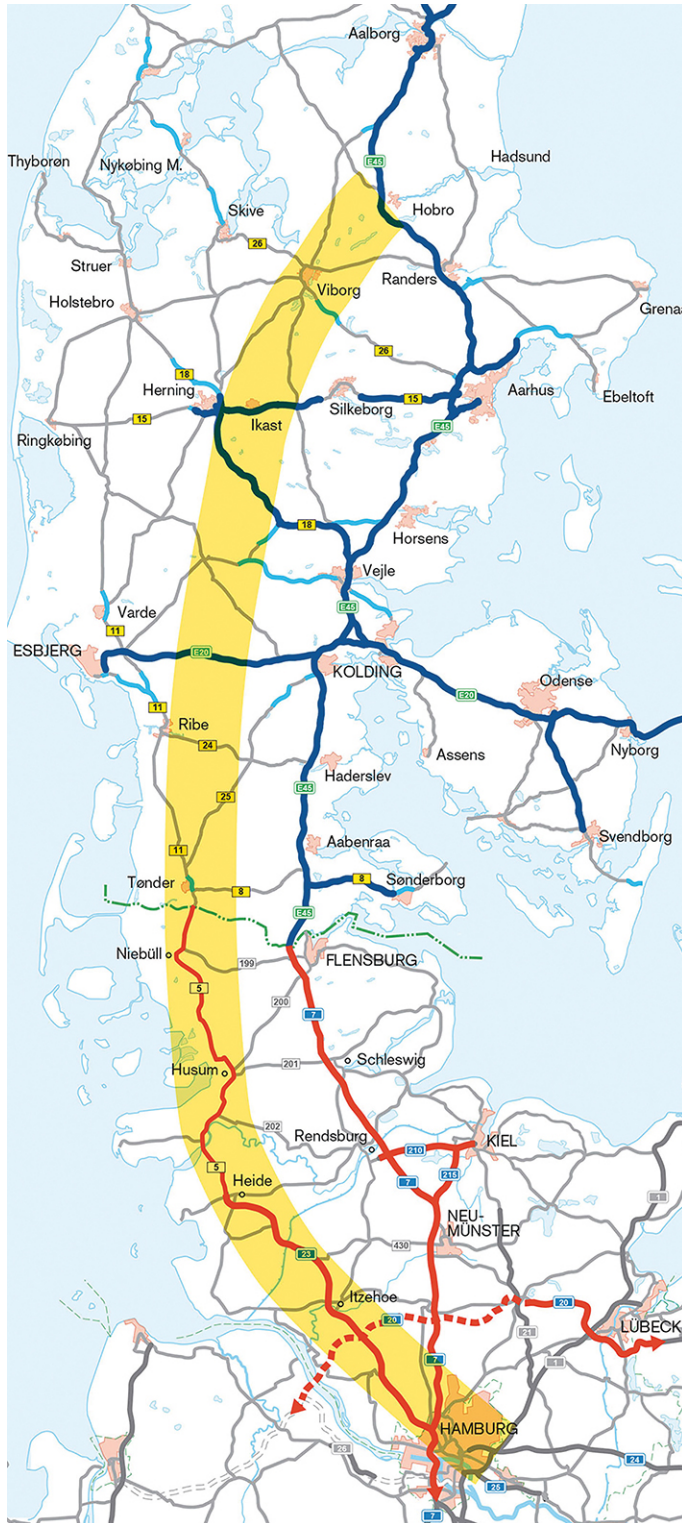 Aalborg
Thyborøn
Nykøbing M.
E45
Hadsund
Skive
Hobro
26
Struer
Viborg
Randers
Holstebro
Grenaa
26
18
Herning
Ikast
Silkeborg
15
Aarhus
Ebeltoft
15
Ringkøbing
E45
18
Horsens
Vejle
Varde
E45
11
ESBJERG
E20
KOLDING
Odense
E20
11
Ribe
24
Assens
Nyborg
Haderslev
E45
25
Svendborg
Aabenraa
11
Tønder
8
8
Sønderborg
E45
Niebüll
199
FLENSBURG
5
200
7
Husum
201
Schleswig
202
Rendsburg
210
KIEL
5
7
215
Heide
1
NEU-
MÜNSTER
23
430
Itzehoe
20
20
21
LÜBECK
7
1
HAMBURG
26
24
25
7